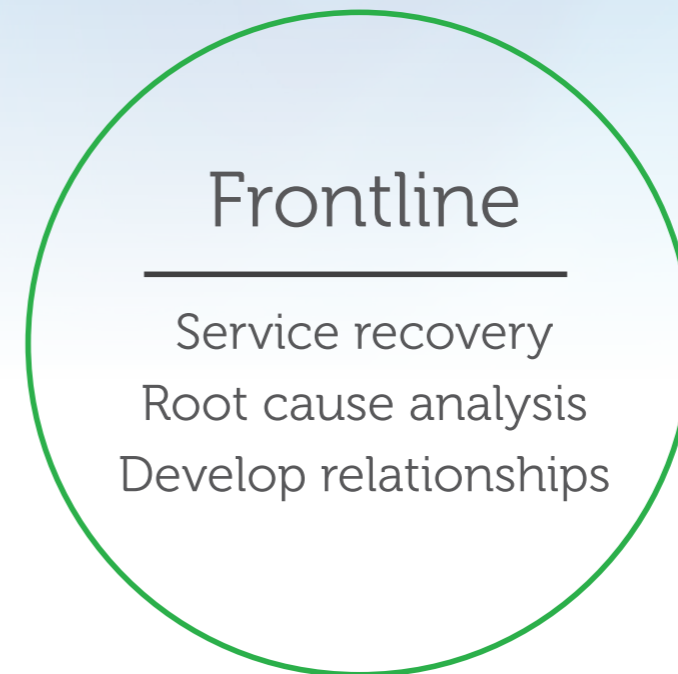 Frontline
Service recovery
Root cause analysis
Develop relationships